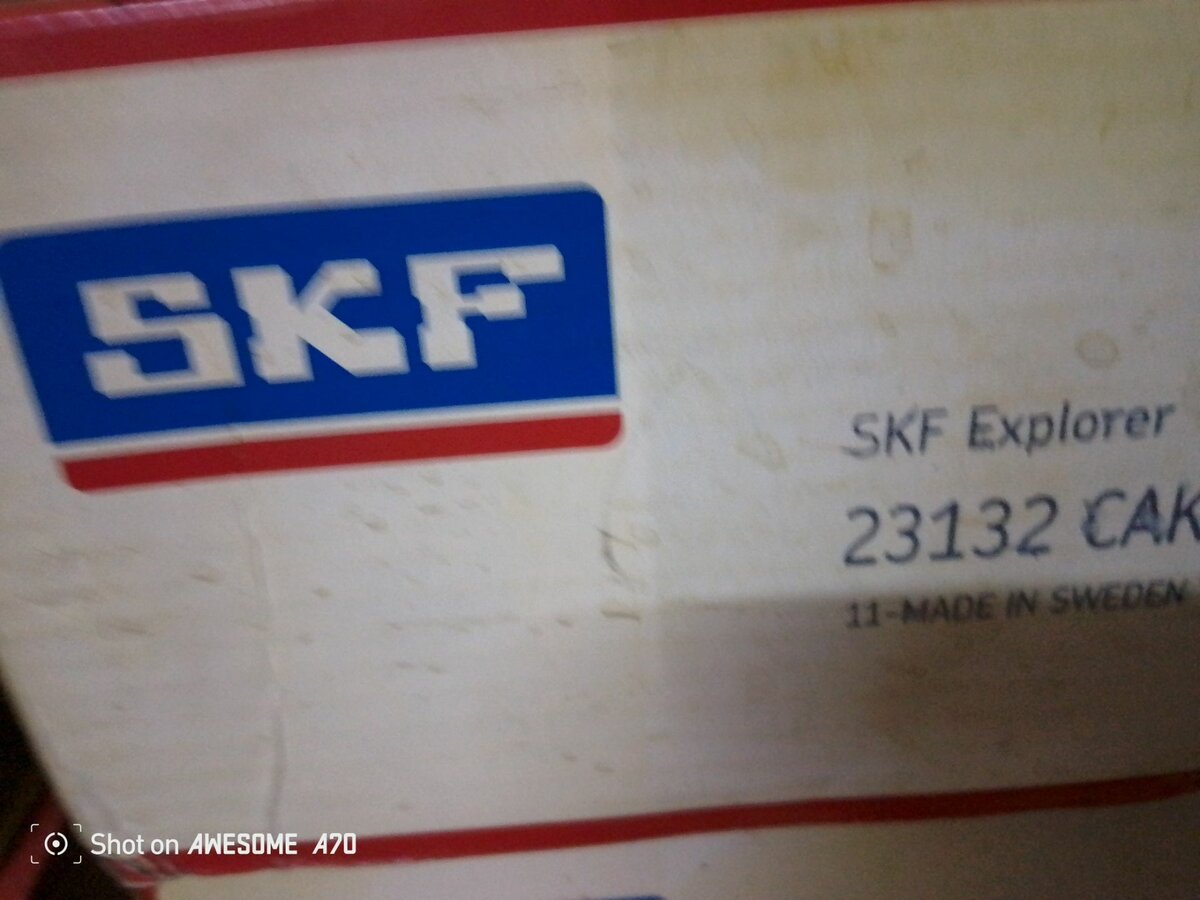 SKF
SKF Explorer
23132 CAK
11-MADE IN SWEDEN
Shot on AWESOME A70